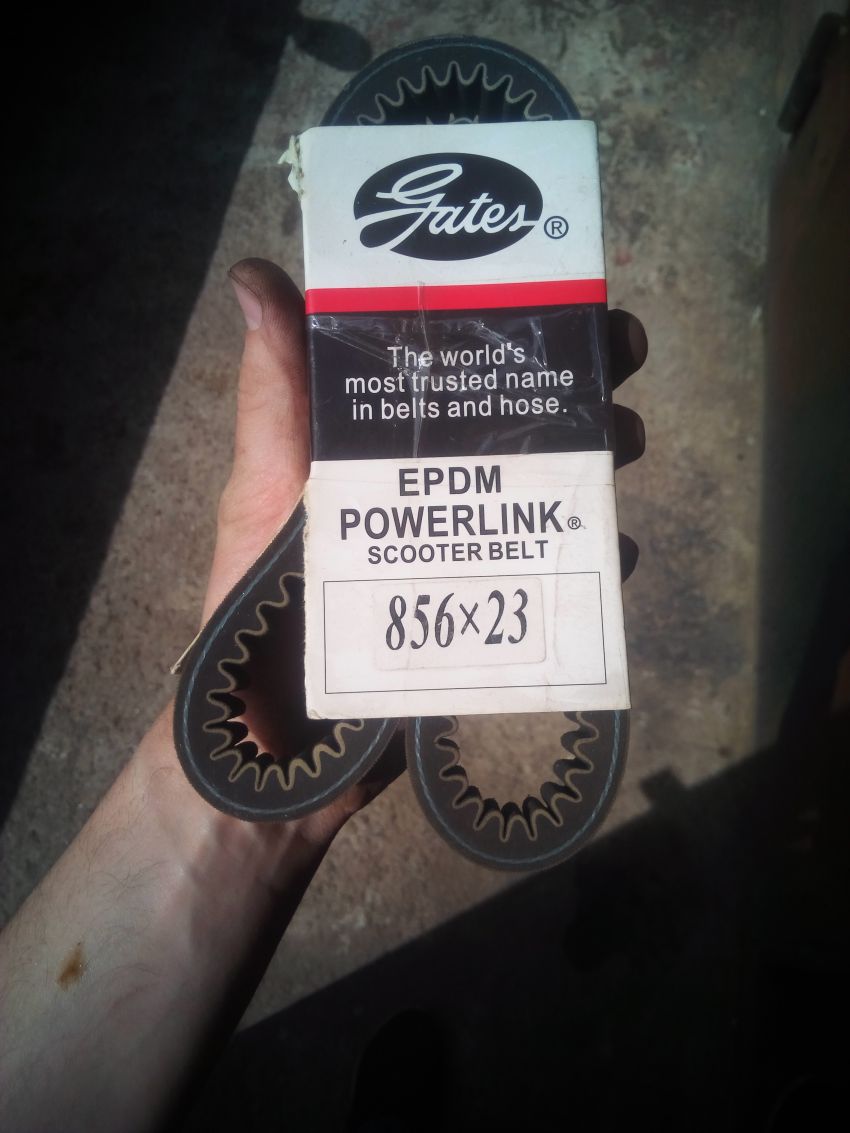 Gates®
The world's
most trusted name
in belts and hose.
EPDM
POWERLINK®
SCOOTER BELT
856×23